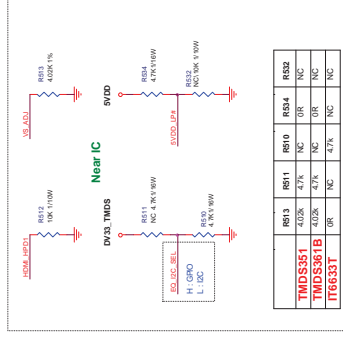 R513
4.02K 1%
VS_ADJ
R534
4.7K 1/16W
5VDD
R532
NC\10K 1/10W
5VDD_LP#
Near IC
R512
10K 1/10W
HDMI_HPD1
DV33_TMDS
R511
NC\ 4.7K 1/16W
R510
4.7K 1/16W
EQ_I2C_SEL
H : GPIO
L : I2C
R513 R511 R510 R534 R532
TMDS351 4.02k 4.7k NC 0R NC
TMDS361B 4.02k 4.7k NC 0R NC
IT6633T 0R NC 4.7k NC NC